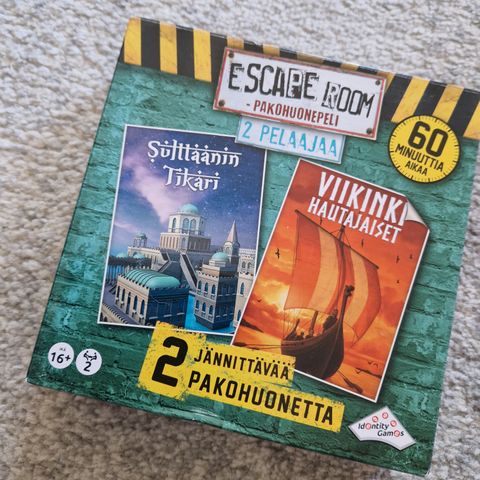 ESCAPE ROOM
- PAKOHUONEPELI -
2 PELAAJAA
60
MINUUTTIA
AIKAA
Sulttaanin
Tikari
VIIKINKI
HAUTAJAISET
2 JÄNNITTÄVÄÄ
PAKOHUONETTA
16+
2
Identity
Games